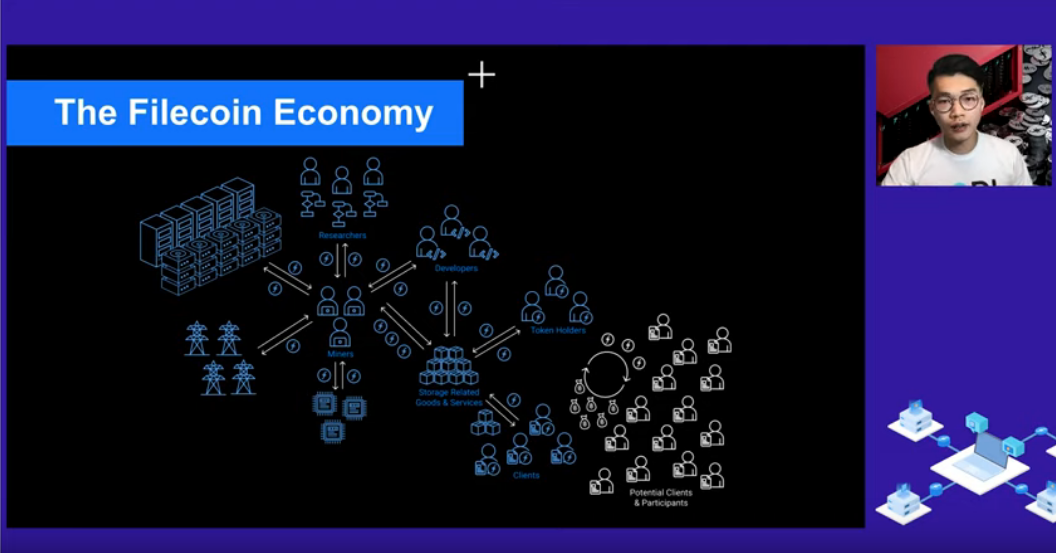 The Filecoin Economy
Researchers
Developers
Token Holders
Miners
Storage Related
Goods & Services
Clients
Potential Clients
& Participants